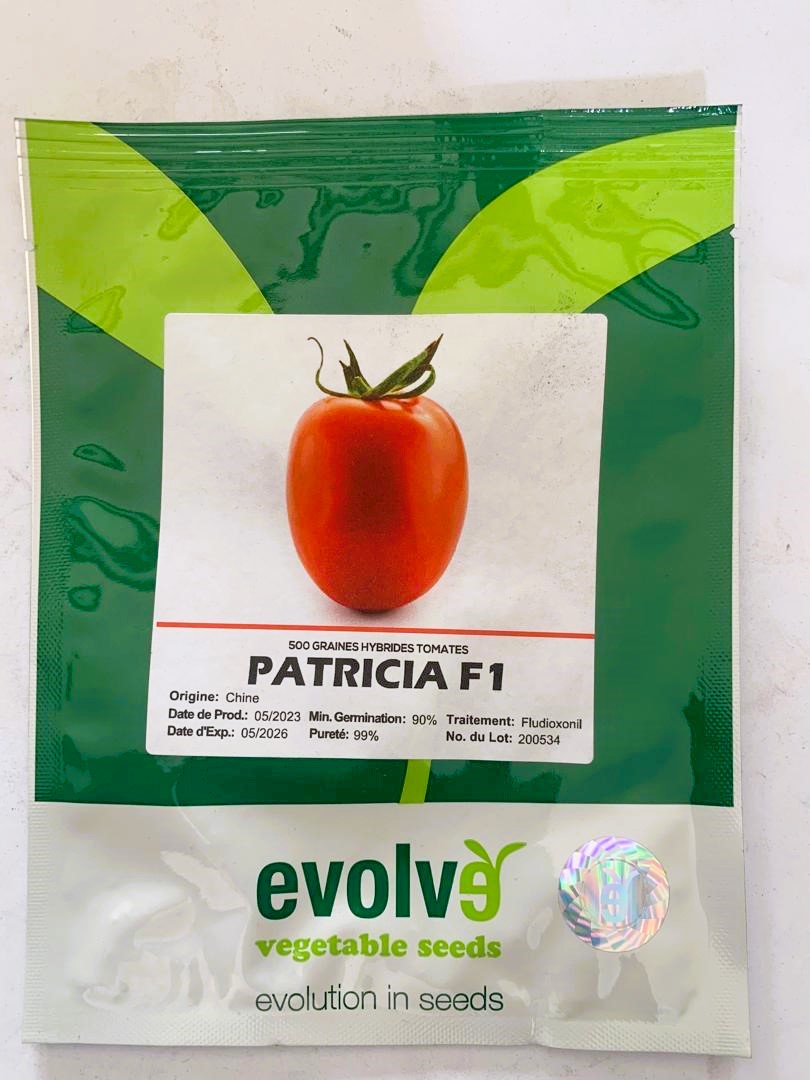 500 GRAINES HYBRIDES TOMATES
PATRICIA F1
Origine: Chine
Date de Prod.: 05/2023 Min. Germination: 90% Traitement: Fludioxonil
Date d'Exp.: 05/2026 Pureté: 99% No. du Lot: 200534
evolve
vegetable seeds
evolution in seeds